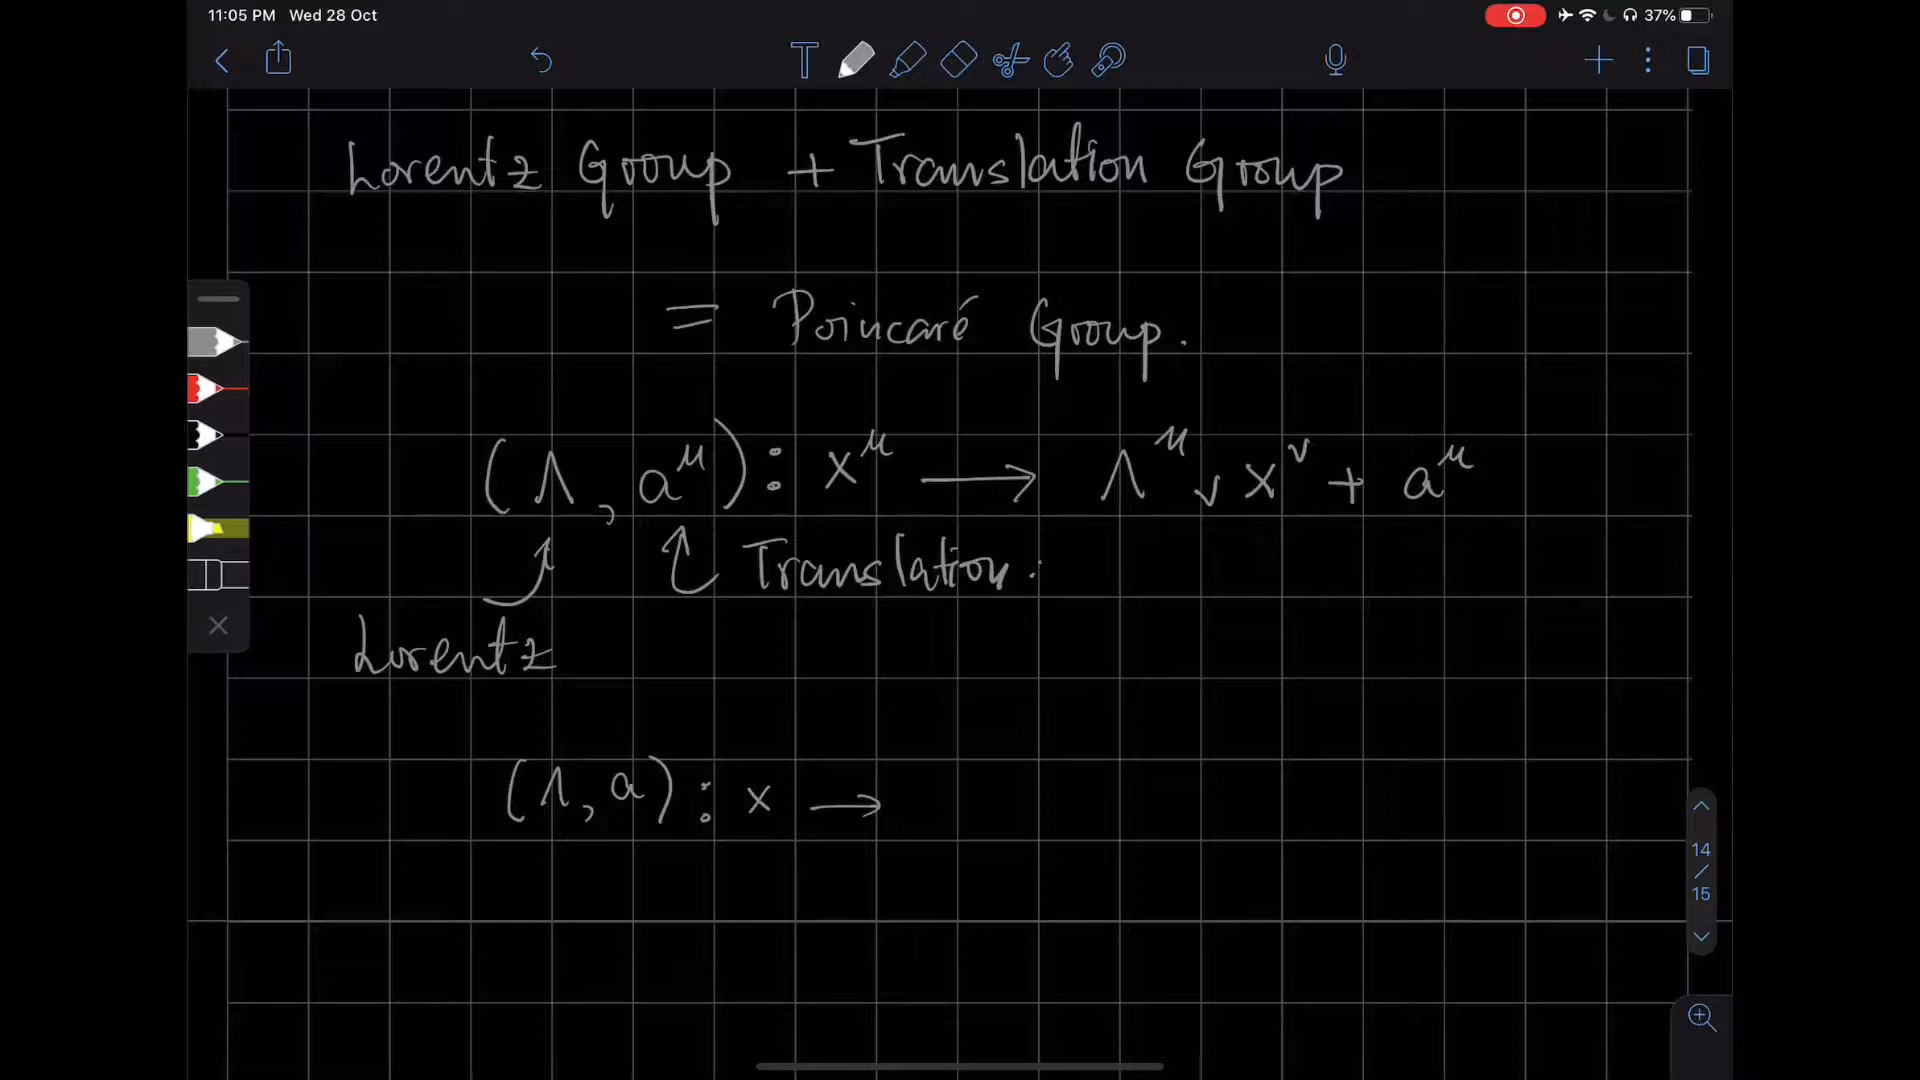 11:05 PM Wed 28 Oct 37%
T
Lorentz Group + Translation Group
= Poincaré Group.
(Λ, a^μ) : x^μ ⟶ Λ^μ_ν x^ν + a^μ
Translation.
Lorentz
(Λ, a) : x ⟶
14
/
15